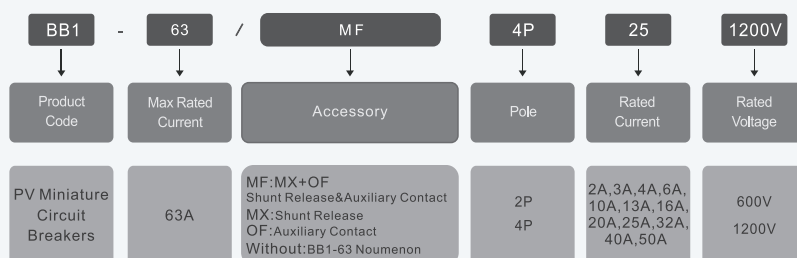 BB1 - 63 / MF 4P 25 1200V
Product Code
Max Rated Current
Accessory
Pole
Rated Current
Rated Voltage
PV Miniature
Circuit
Breakers
63A
MF:MX+OF
Shunt Release&Auxiliary Contact
MX:Shunt Release
OF:Auxiliary Contact
Without:BB1-63 Noumenon
2P
4P
2A,3A,4A,6A,
10A,13A,16A,
20A,25A,32A,
40A,50A
600V
1200V